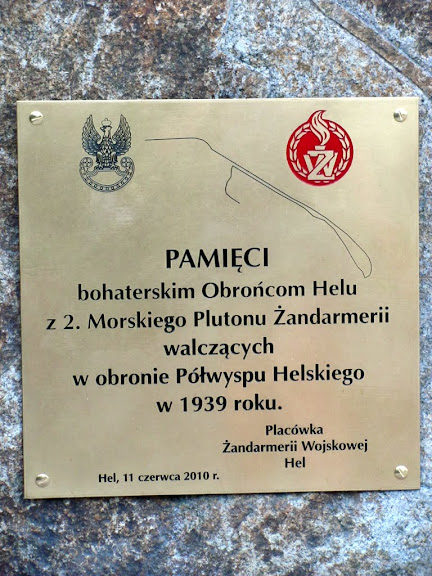 ŻW
PAMIĘCI
bohaterskim Obrońcom Helu
z 2. Morskiego Plutonu Żandarmerii
walczących
w obronie Półwyspu Helskiego
w 1939 roku.
Placówka
Żandarmerii Wojskowej
Hel
Hel, 11 czerwca 2010 r.